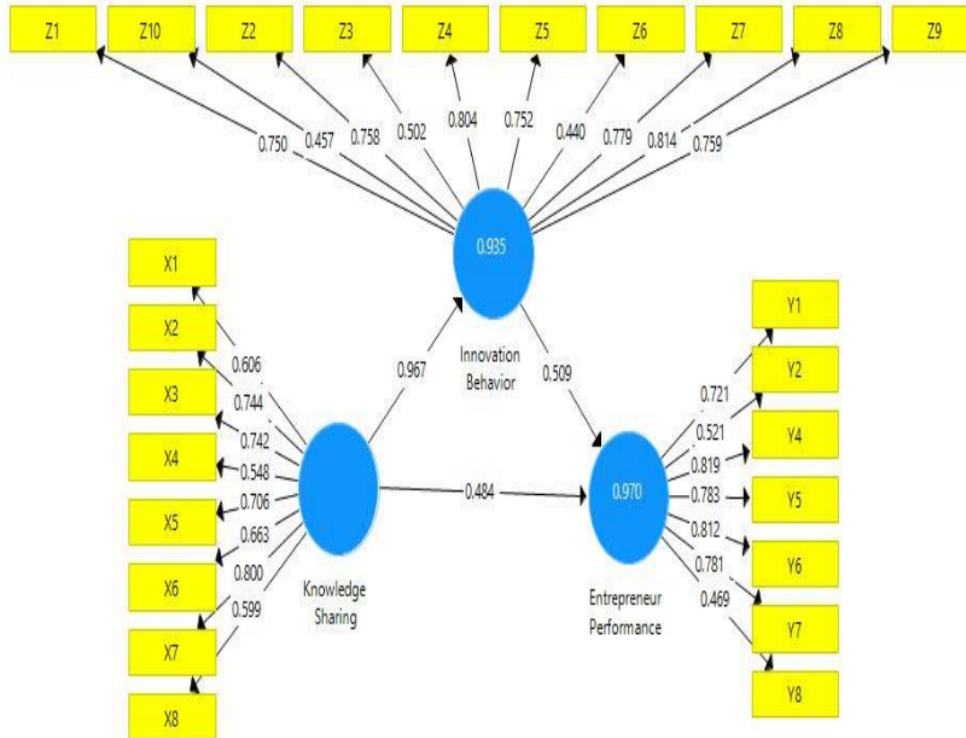 Z1 Z10 Z2 Z3 Z4 Z5 Z6 Z7 Z8 Z9
0.750 0.457 0.758 0.502 0.804 0.752 0.440 0.779 0.814 0.759
0.935
Innovation
Behavior
X1
X2
X3
X4
X5
X6
X7
X8
0.606
0.744
0.742
0.548
0.706
0.663
0.800
0.599
Knowledge
Sharing
0.967
0.509
0.484
0.970
Entrepreneur
Performance
0.721
0.521
0.819
0.783
0.812
0.781
0.469
Y1
Y2
Y4
Y5
Y6
Y7
Y8